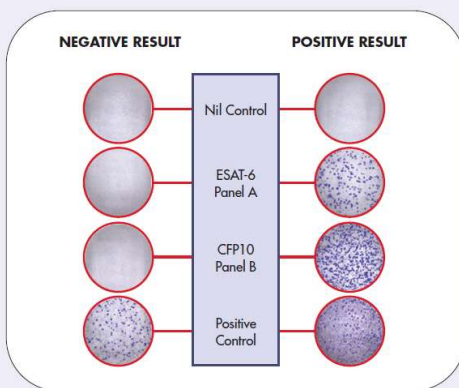 NEGATIVE RESULT
POSITIVE RESULT
Nil Control
ESAT-6
Panel A
CFP10
Panel B
Positive
Control